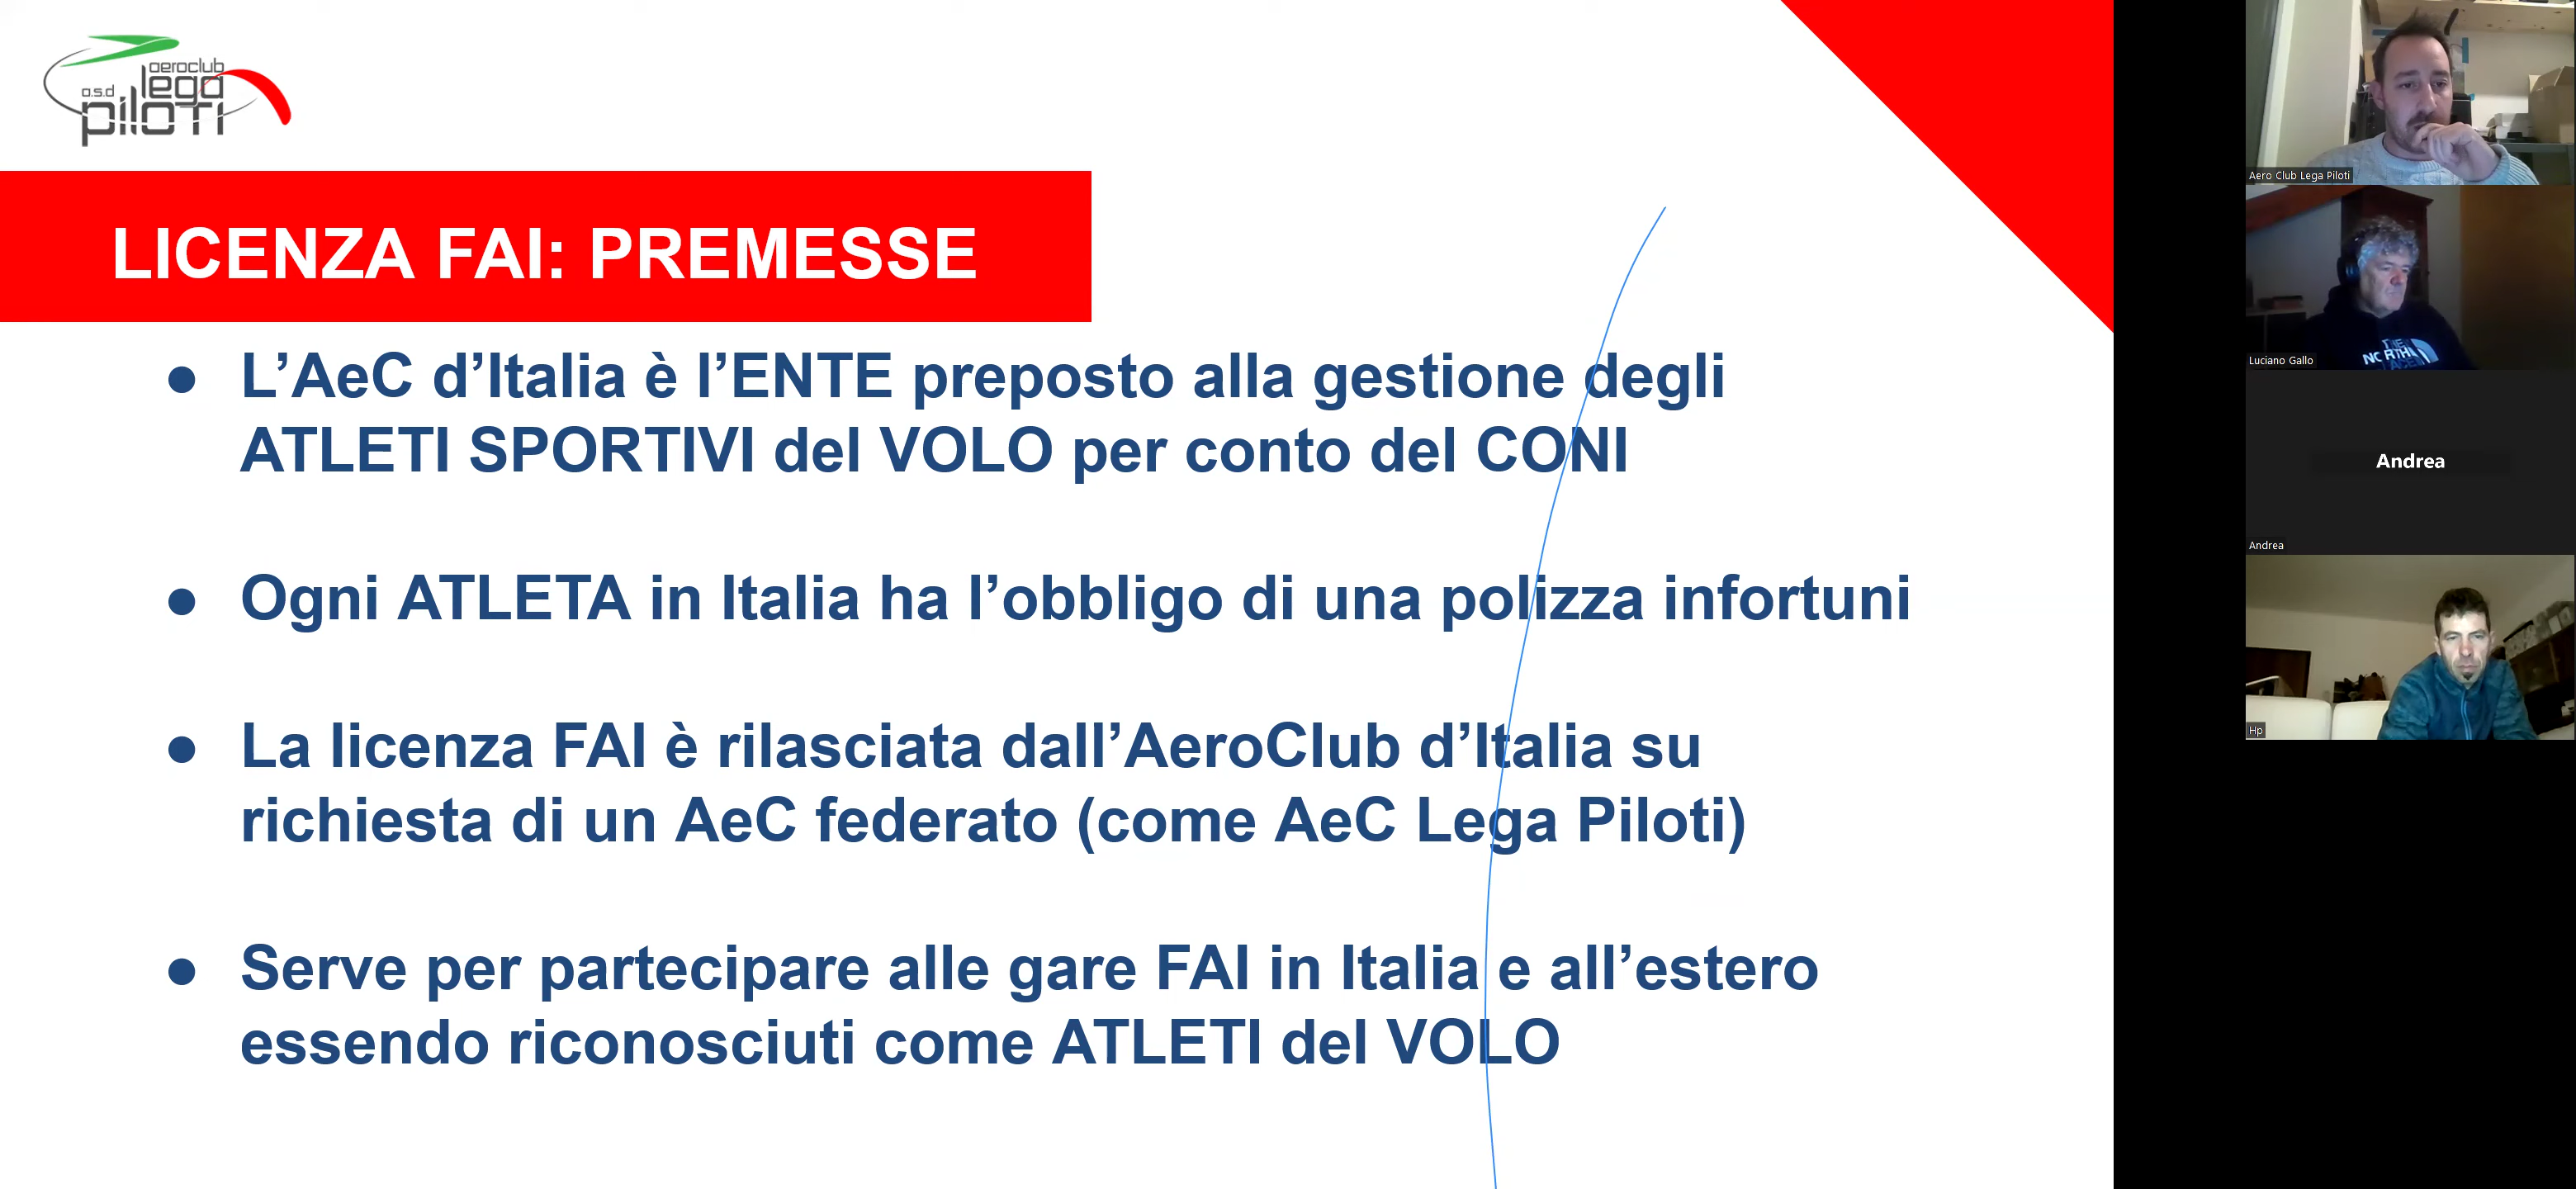 aeroclub
a.s.d lega
piloti
LICENZA FAI: PREMESSE
● L’AeC d’Italia è l’ENTE preposto alla gestione degli
ATLETI SPORTIVI del VOLO per conto del CONI
● Ogni ATLETA in Italia ha l’obbligo di una polizza infortuni
● La licenza FAI è rilasciata dall’AeroClub d’Italia su
richiesta di un AeC federato (come AeC Lega Piloti)
● Serve per partecipare alle gare FAI in Italia e all’estero
essendo riconosciuti come ATLETI del VOLO
Aero Club Lega Piloti
THE
NORTH
FACE
Luciano Gallo
Andrea
Andrea
Hp